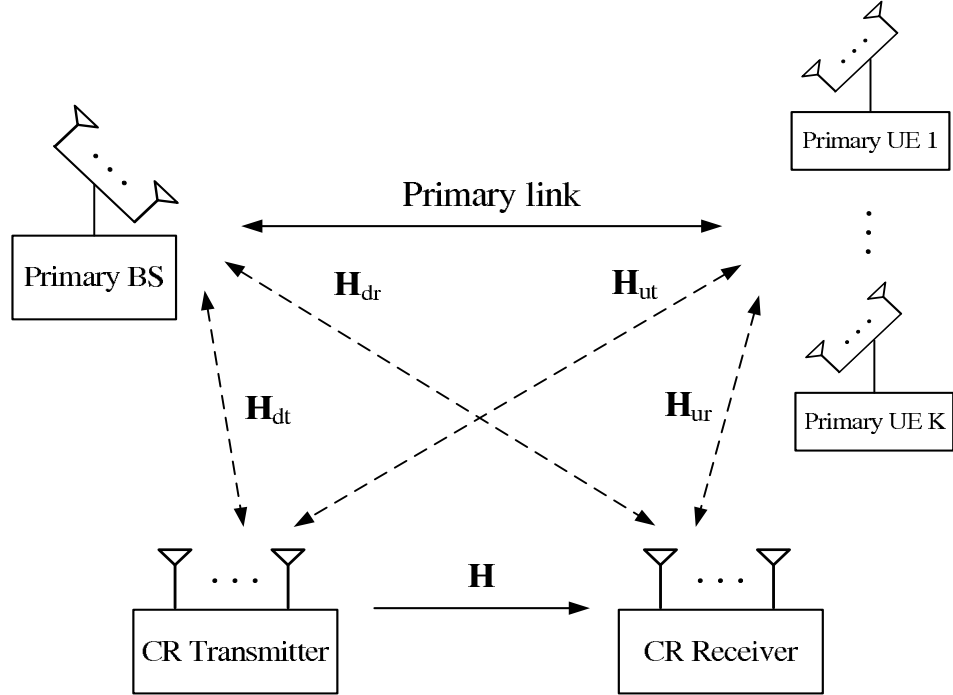 Primary UE 1
Primary link
Primary BS
H_dr
H_ut
H_dt
H_ur
Primary UE K
H
CR Transmitter
CR Receiver